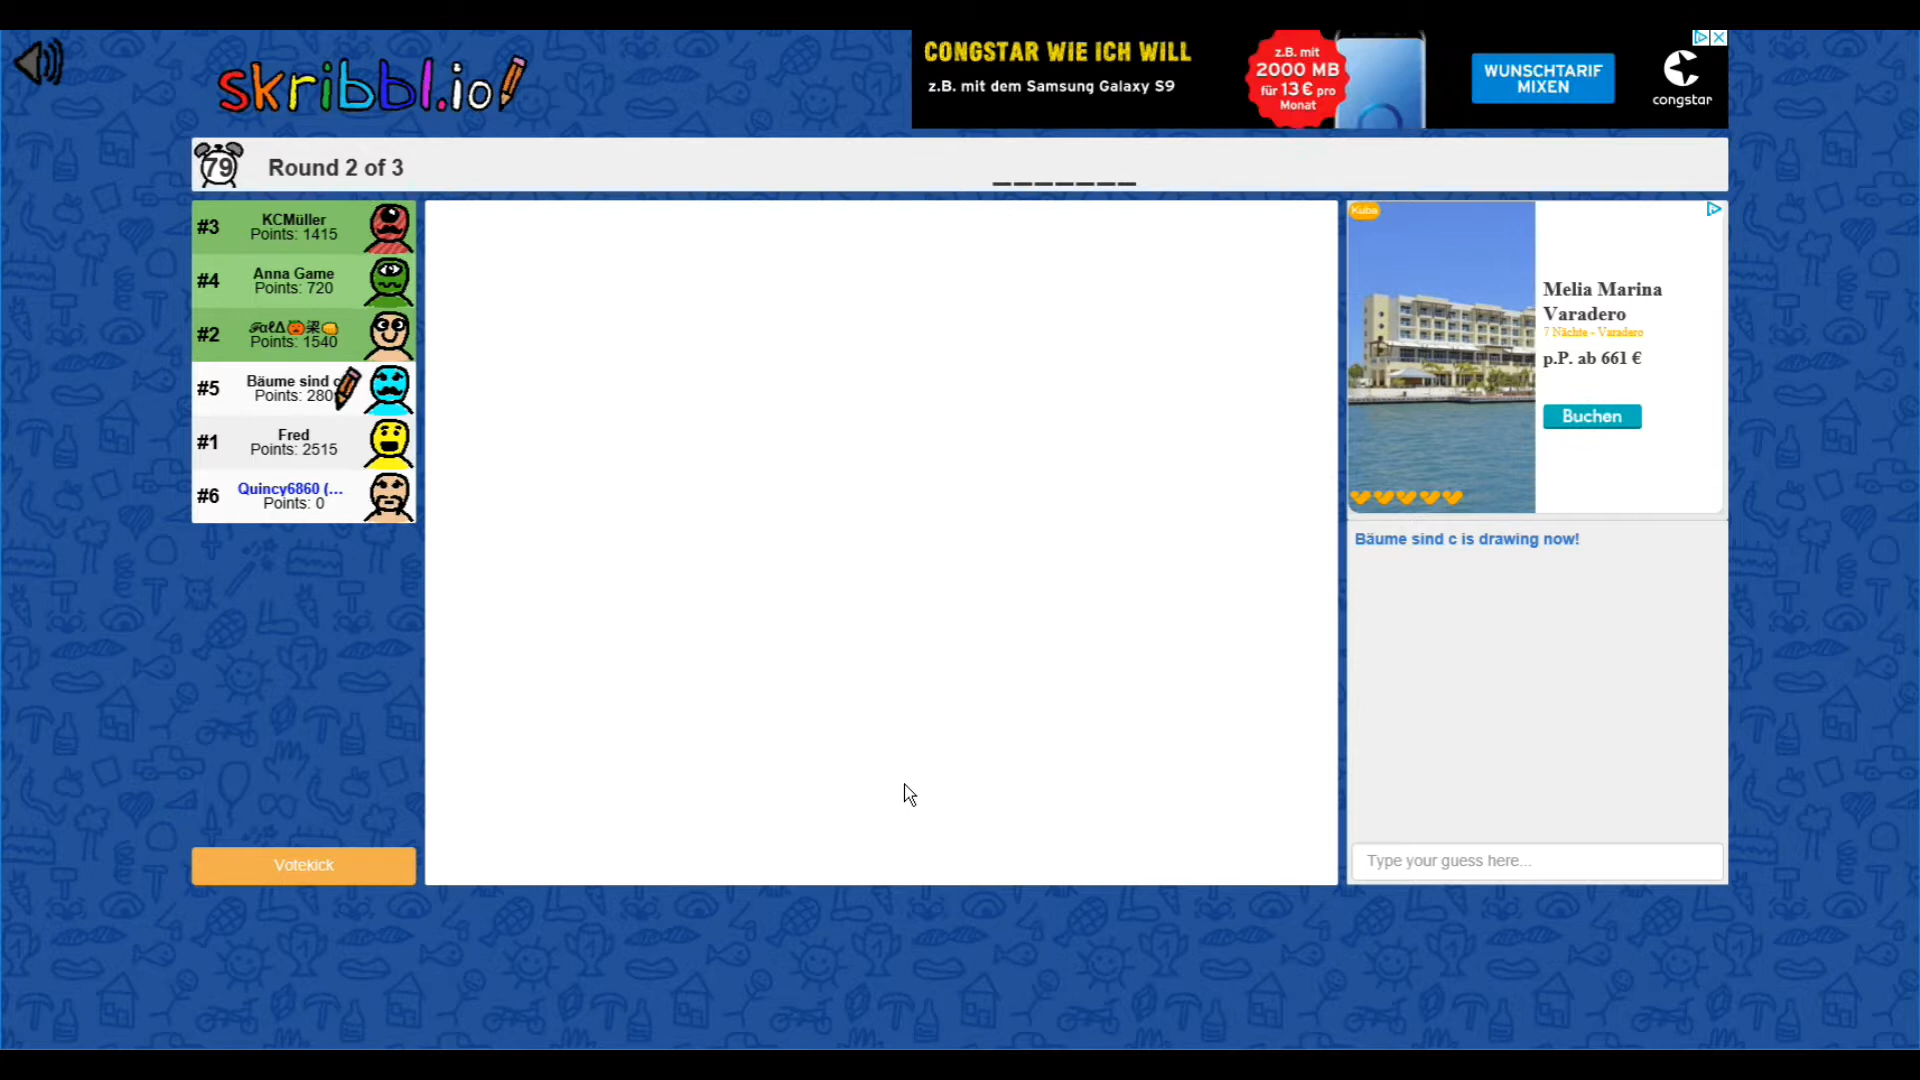 skribbl.io
CONGSTAR WIE ICH WILL
z.B. mit dem Samsung Galaxy S9
z.B. mit
2000 MB
für 13 € pro
Monat
WUNSCHTARIF
MIXEN
congstar
79
Round 2 of 3
_______
#3
KCMüller
Points: 1415
#4
Anna Game
Points: 720
#2
Points: 1540
#5
Bäume sind c
Points: 280
#1
Fred
Points: 2515
#6
Quincy6860 (...
Points: 0
Votekick
Kuba
Melia Marina
Varadero
7 Nächte - Varadero
p.P. ab 661 €
Buchen
Bäume sind c is drawing now!
Type your guess here...